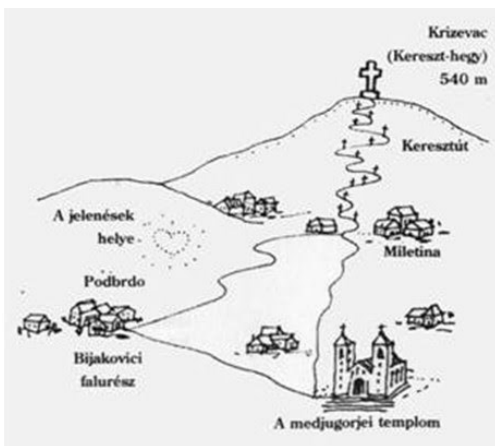 Krizevac
(Kereszt-hegy)
540 m
Keresztút
A jelenések
helye
Miletina
Podbrdo
Bijakovici
falurész
A medjugorjei templom